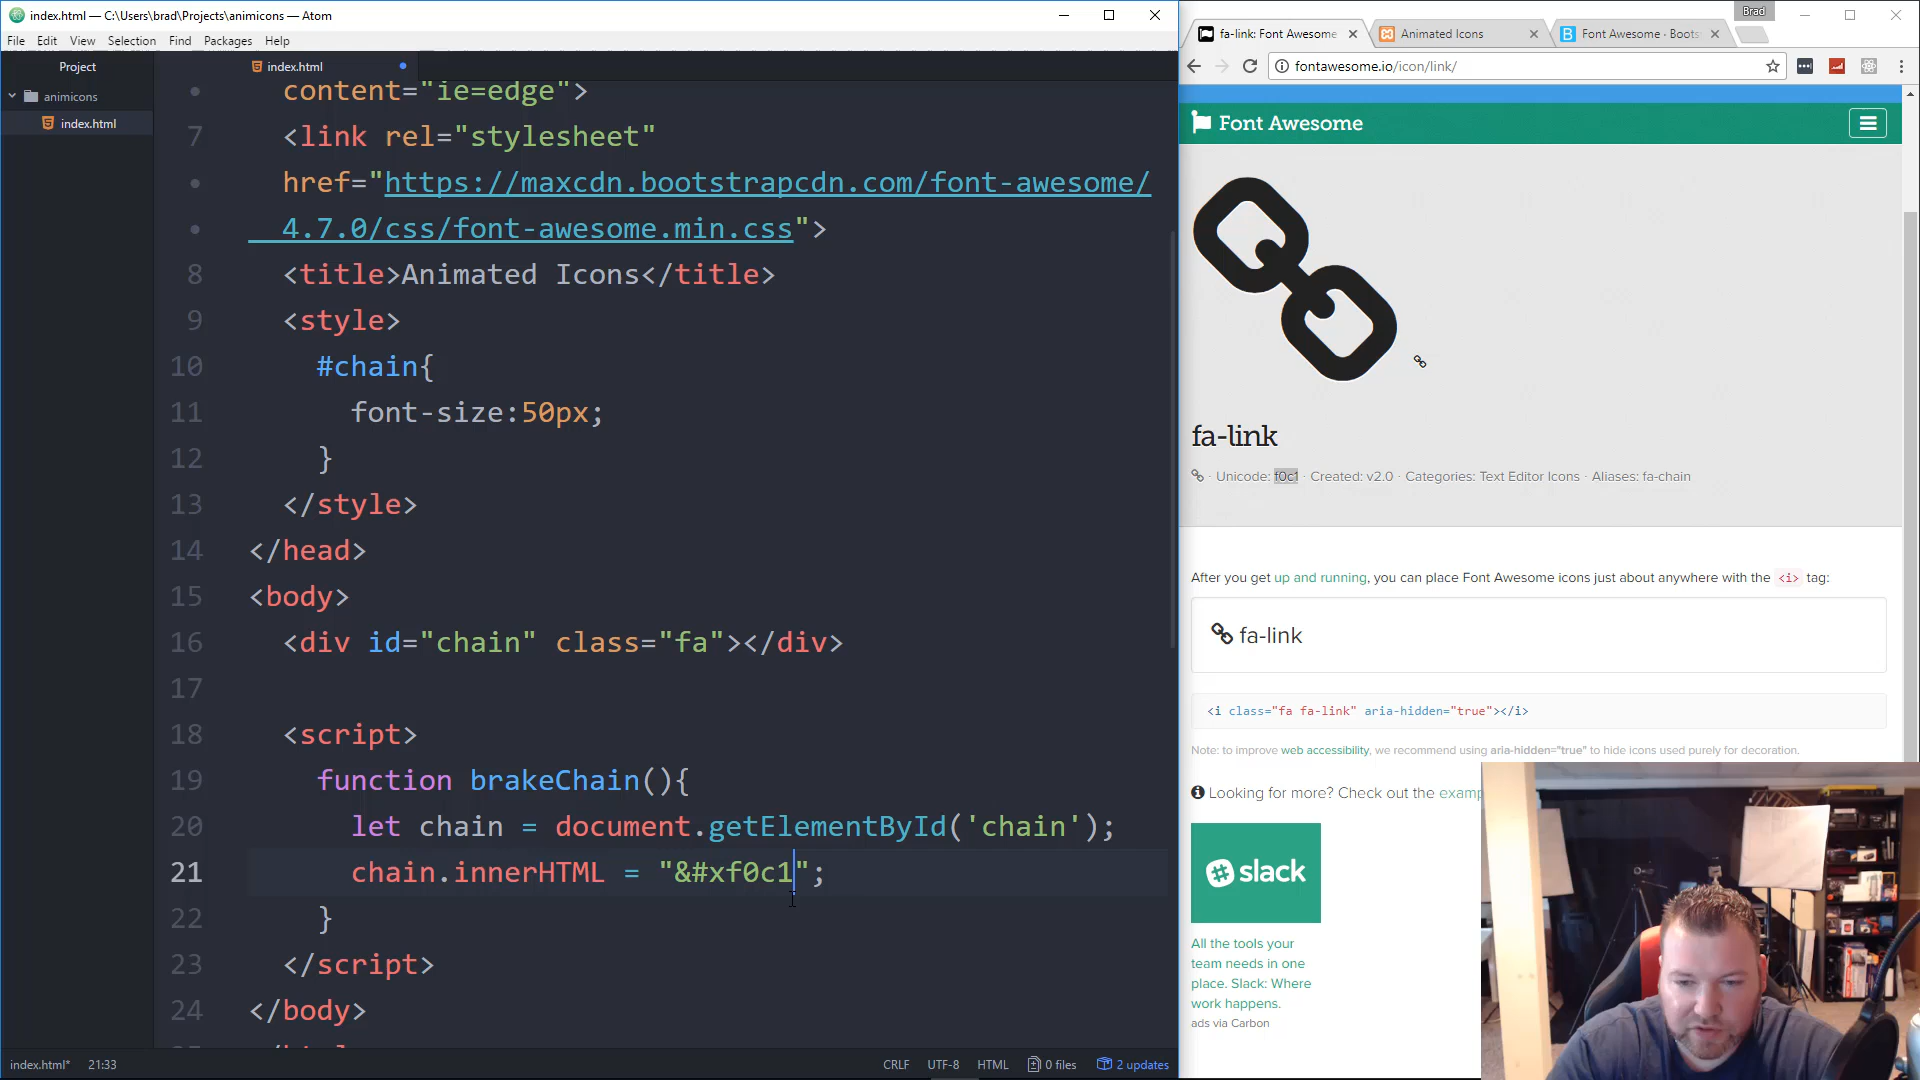 index.html — C:\Users\brad\Projects\animicons — Atom
File Edit View Selection Find Packages Help
Project
animicons
index.html
index.html
content="ie=edge">
7 <link rel="stylesheet"
href="https://maxcdn.bootstrapcdn.com/font-awesome/
4.7.0/css/font-awesome.min.css">
8 <title>Animated Icons</title>
9 <style>
10 #chain{
11 font-size:50px;
12 }
13 </style>
14 </head>
15 <body>
16 <div id="chain" class="fa"></div>
17
18 <script>
19 function brakeChain(){
20 let chain = document.getElementById('chain');
21 chain.innerHTML = "&#xf0c1";
22 }
23 </script>
24 </body>
index.html* 21:33
CRLF UTF-8 HTML 0 files 2 updates
Brad
fa-link: Font Awesome
Animated Icons
Font Awesome · Boots
fontawesome.io/icon/link/
Font Awesome
fa-link
· Unicode: f0c1 · Created: v2.0 · Categories: Text Editor Icons · Aliases: fa-chain
After you get up and running, you can place Font Awesome icons just about anywhere with the <i> tag:
fa-link
<i class="fa fa-link" aria-hidden="true"></i>
Note: to improve web accessibility, we recommend using aria-hidden="true" to hide icons used purely for decoration.
Looking for more? Check out the examp
slack
All the tools your
team needs in one
place. Slack: Where
work happens.
ads via Carbon